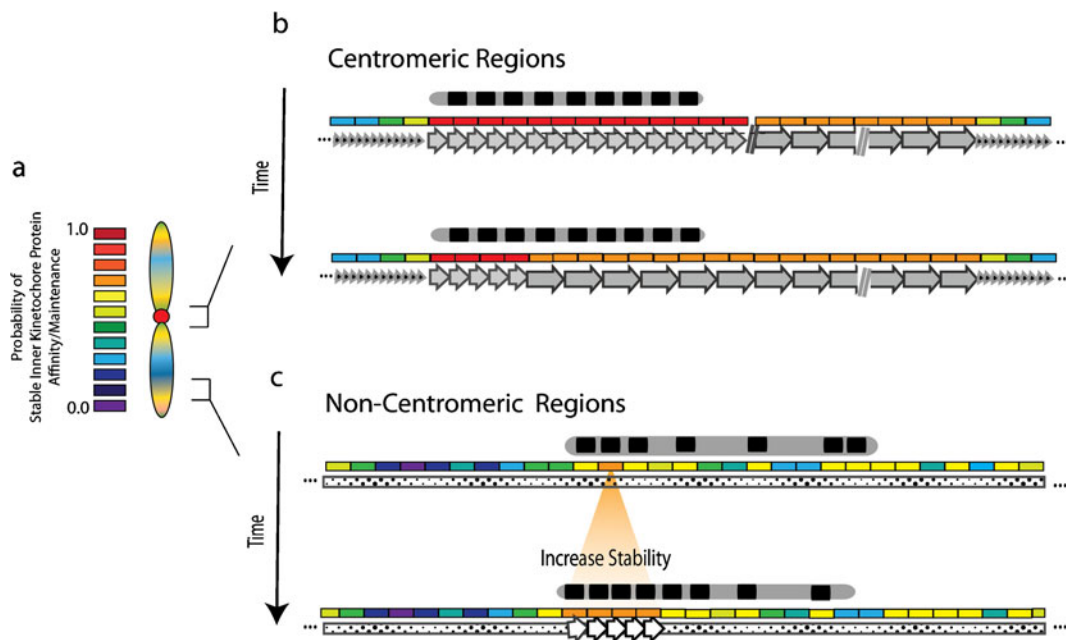 b
Centromeric Regions
Time
... ...
... ...
a
Probability of
Stable Inner Kinetochore Protein
Affinity/Maintenance
1.0
0.0
c
Non-Centromeric Regions
Time
... ...
Increase Stability
... ...